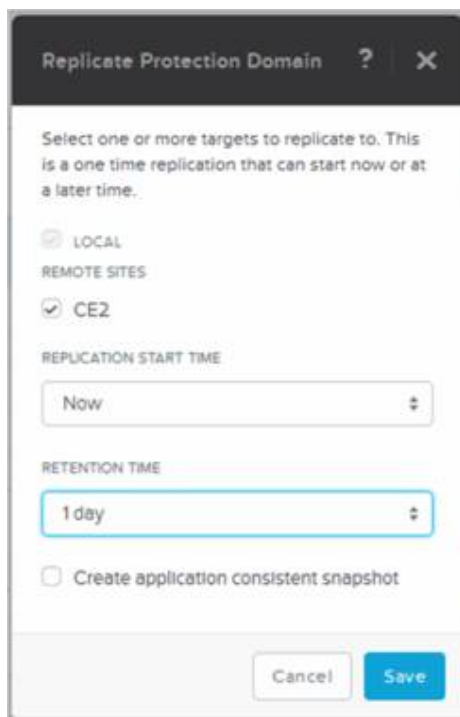 Replicate Protection Domain ? ×
Select one or more targets to replicate to. This
is a one time replication that can start now or at
a later time.
LOCAL
REMOTE SITES
CE2
REPLICATION START TIME
Now
RETENTION TIME
1 day
Create application consistent snapshot
Cancel Save